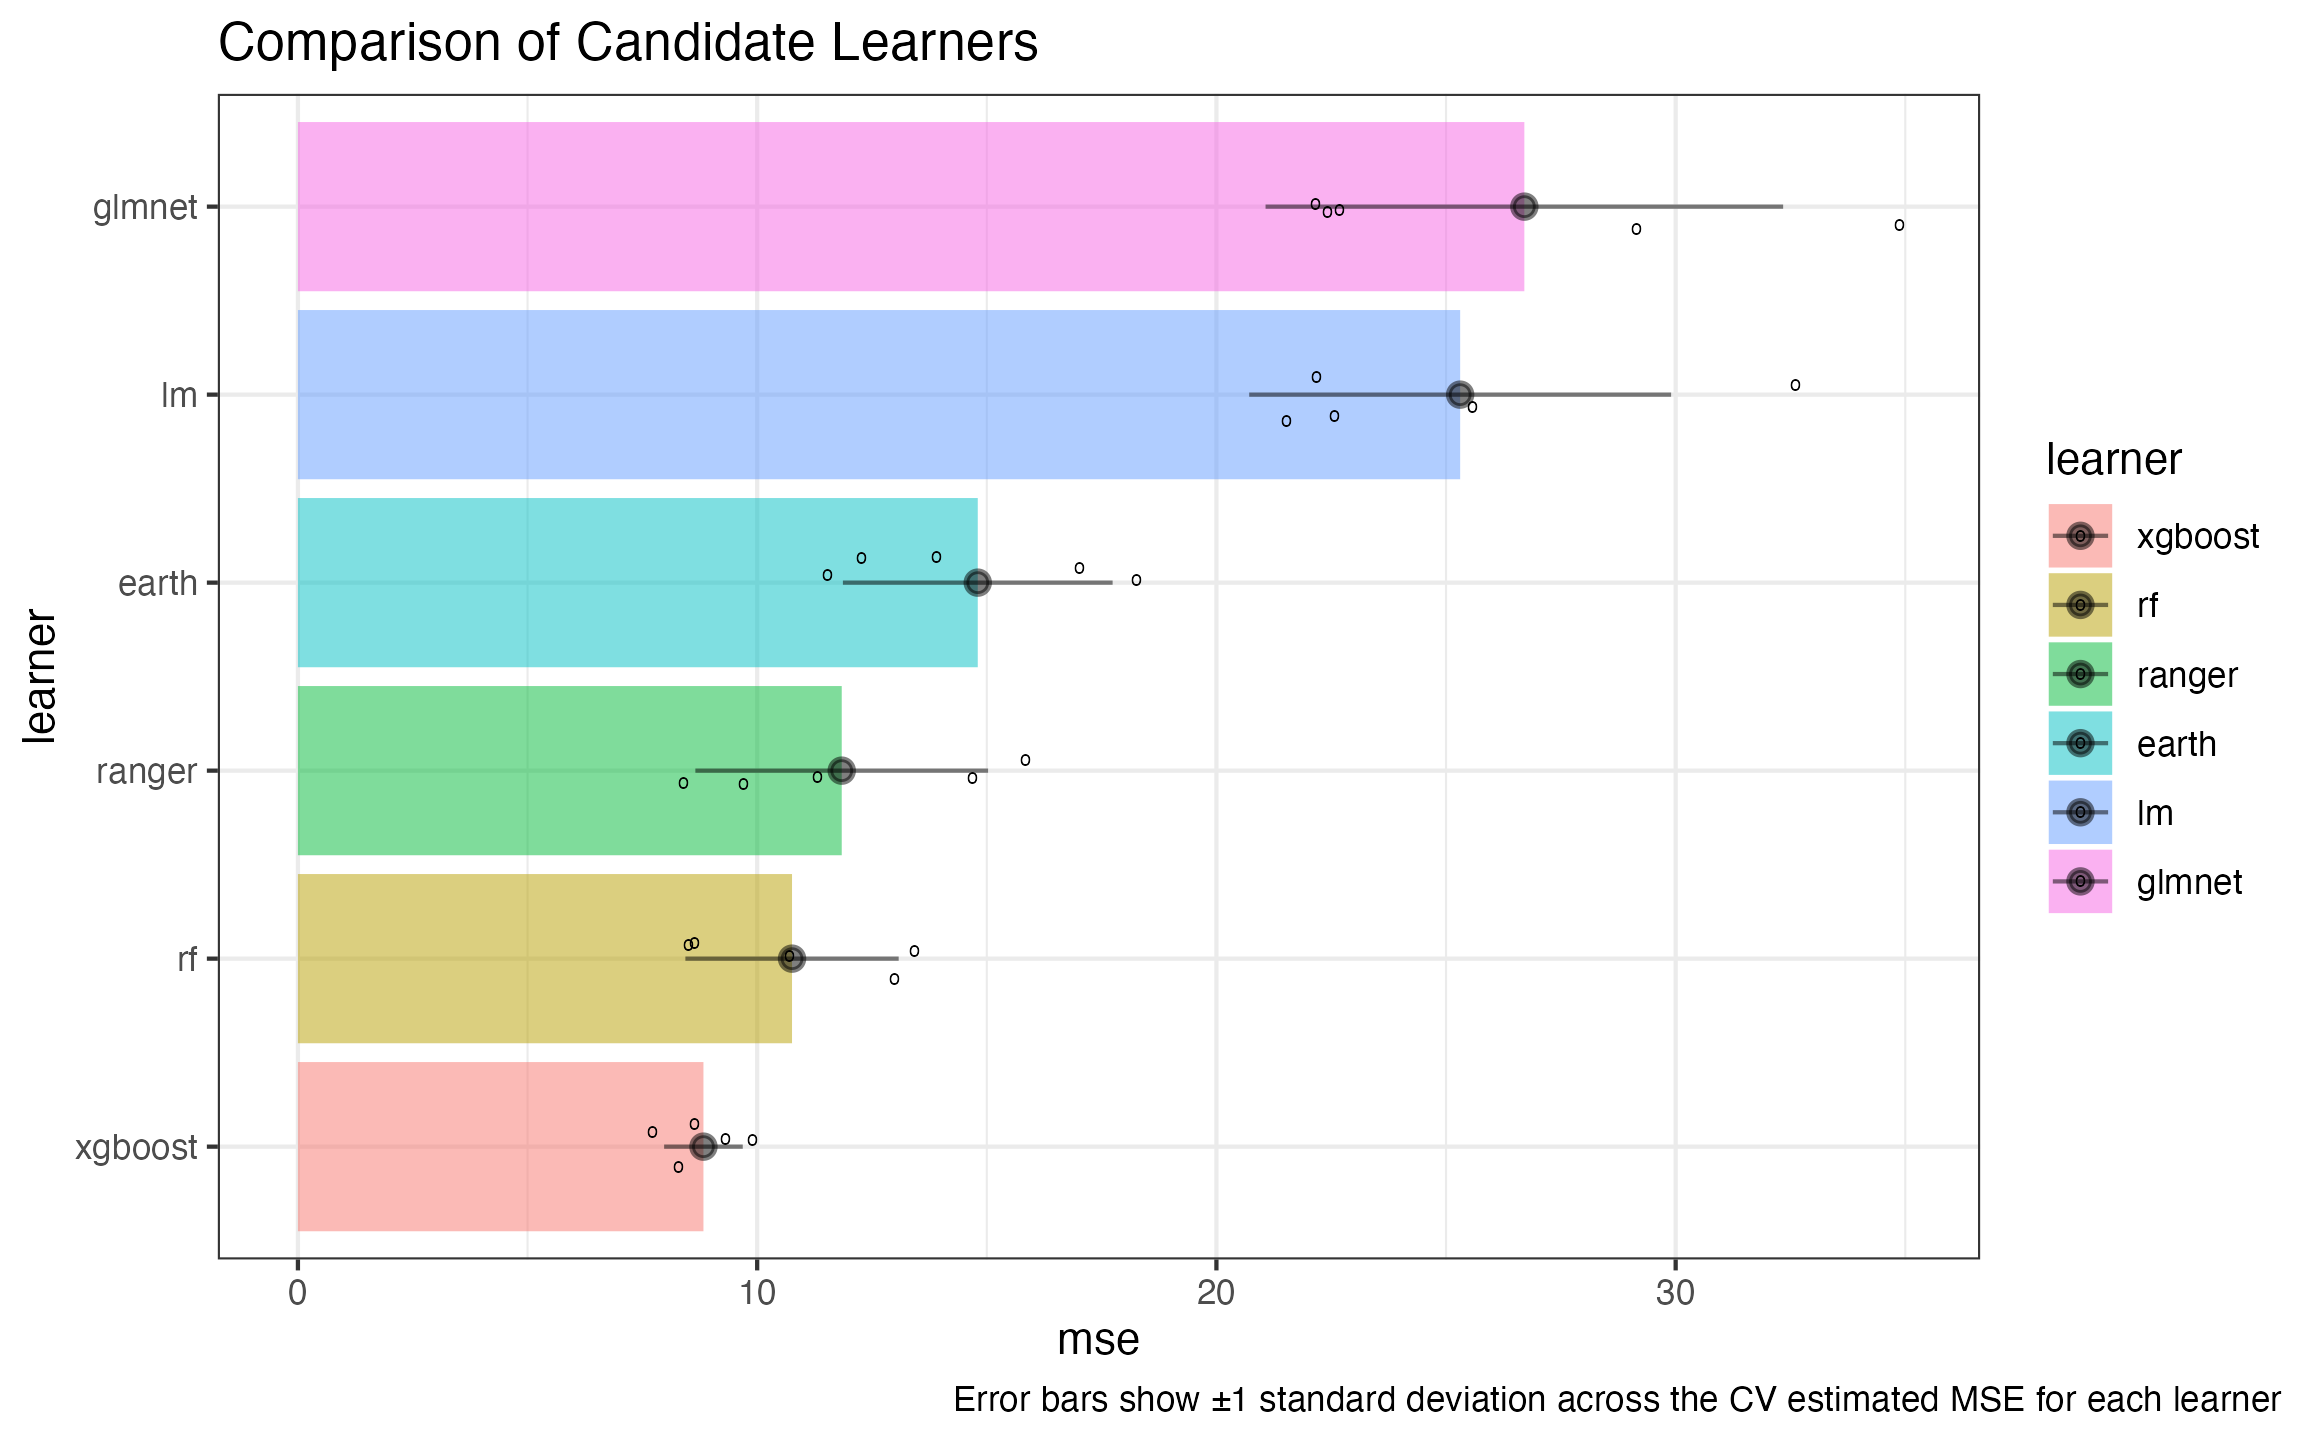 Comparison of Candidate Learners
glmnet
lm
earth
ranger
rf
xgboost
learner
0 10 20 30
mse
learner
xgboost
rf
ranger
earth
lm
glmnet
Error bars show ±1 standard deviation across the CV estimated MSE for each learner